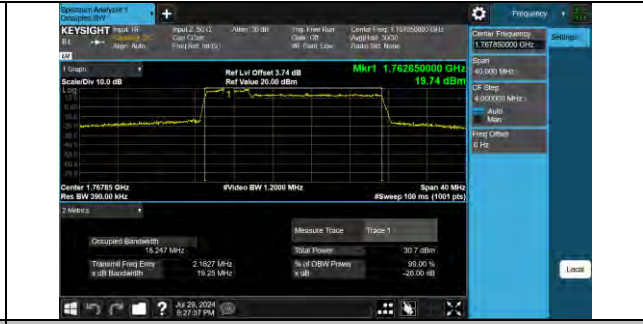 Spectrum Analyzer 1
Occupied BW
Frequency
KEYSIGHT Input: RF
Input Z: 50 Ω
Atten: 30 dB
Trig: Free Run
Center Freq: 1.767850000 GHz
Align: Auto
Freq Ref: Int (S)
Gate: Off
Avg|Hold: 30/30
Radio Std: None
Center Frequency
1.767850000 GHz
Settings
Span
40.000 MHz
CF Step
4.000000 MHz
Auto
Man
Freq Offset
0 Hz
1 Graph
Scale/Div 10.0 dB
Ref Lvl Offset 3.74 dB
Ref Value 20.00 dBm
Mkr1 1.762650000 GHz
19.74 dBm
Log
1
Center 1.76785 GHz
#Video BW 1.2000 MHz
Span 40 MHz
Res BW 390.00 kHz
#Sweep 100 ms (1001 pts)
2 Metrics
Measure Trace
Trace 1
Occupied Bandwidth
18.247 MHz
Total Power
30.7 dBm
Transmit Freq Error
2.1627 MHz
% of OBW Power
99.00 %
x dB Bandwidth
19.25 MHz
x dB
-26.00 dB
Local
Jul 29, 2024
9:27:37 PM